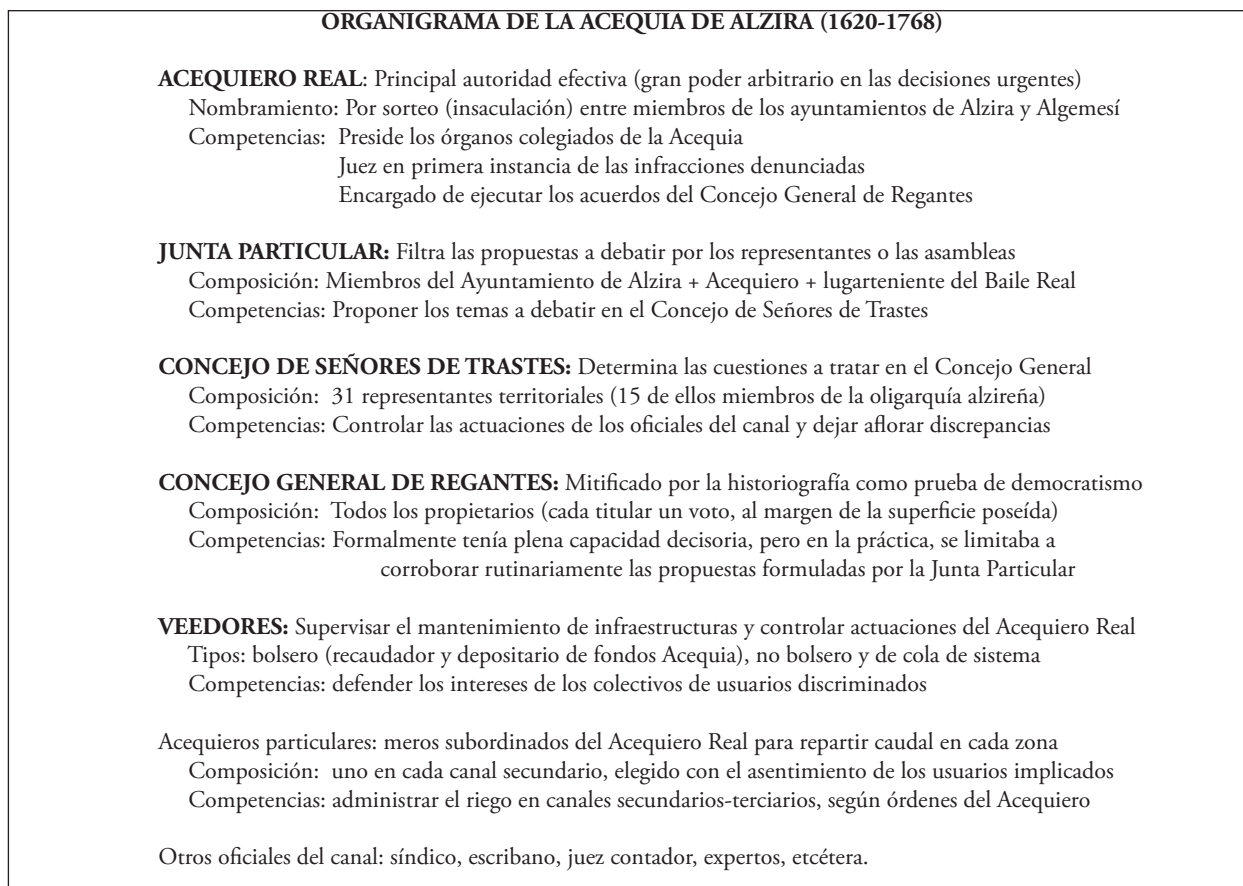 ORGANIGRAMA DE LA ACEQUIA DE ALZIRA (1620-1768)
ACEQUIERO REAL: Principal autoridad efectiva (gran poder arbitrario en las decisiones urgentes)
Nombramiento: Por sorteo (insaculación) entre miembros de los ayuntamientos de Alzira y Algemesí
Competencias: Preside los órganos colegiados de la Acequia
Juez en primera instancia de las infracciones denunciadas
Encargado de ejecutar los acuerdos del Concejo General de Regantes
JUNTA PARTICULAR: Filtra las propuestas a debatir por los representantes o las asambleas
Composición: Miembros del Ayuntamiento de Alzira + Acequiero + lugarteniente del Baile Real
Competencias: Proponer los temas a debatir en el Concejo de Señores de Trastes
CONCEJO DE SEÑORES DE TRASTES: Determina las cuestiones a tratar en el Concejo General
Composición: 31 representantes territoriales (15 de ellos miembros de la oligarquía alzireña)
Competencias: Controlar las actuaciones de los oficiales del canal y dejar aflorar discrepancias
CONCEJO GENERAL DE REGANTES: Mitificado por la historiografía como prueba de democratismo
Composición: Todos los propietarios (cada titular un voto, al margen de la superficie poseída)
Competencias: Formalmente tenía plena capacidad decisoria, pero en la práctica, se limitaba a
corroborar rutinariamente las propuestas formuladas por la Junta Particular
VEEDORES: Supervisar el mantenimiento de infraestructuras y controlar actuaciones del Acequiero Real
Tipos: bolsero (recaudador y depositario de fondos Acequia), no bolsero y de cola de sistema
Competencias: defender los intereses de los colectivos de usuarios discriminados
Acequieros particulares: meros subordinados del Acequiero Real para repartir caudal en cada zona
Composición: uno en cada canal secundario, elegido con el asentimiento de los usuarios implicados
Competencias: administrar el riego en canales secundarios-terciarios, según órdenes del Acequiero
Otros oficiales del canal: síndico, escribano, juez contador, expertos, etcétera.